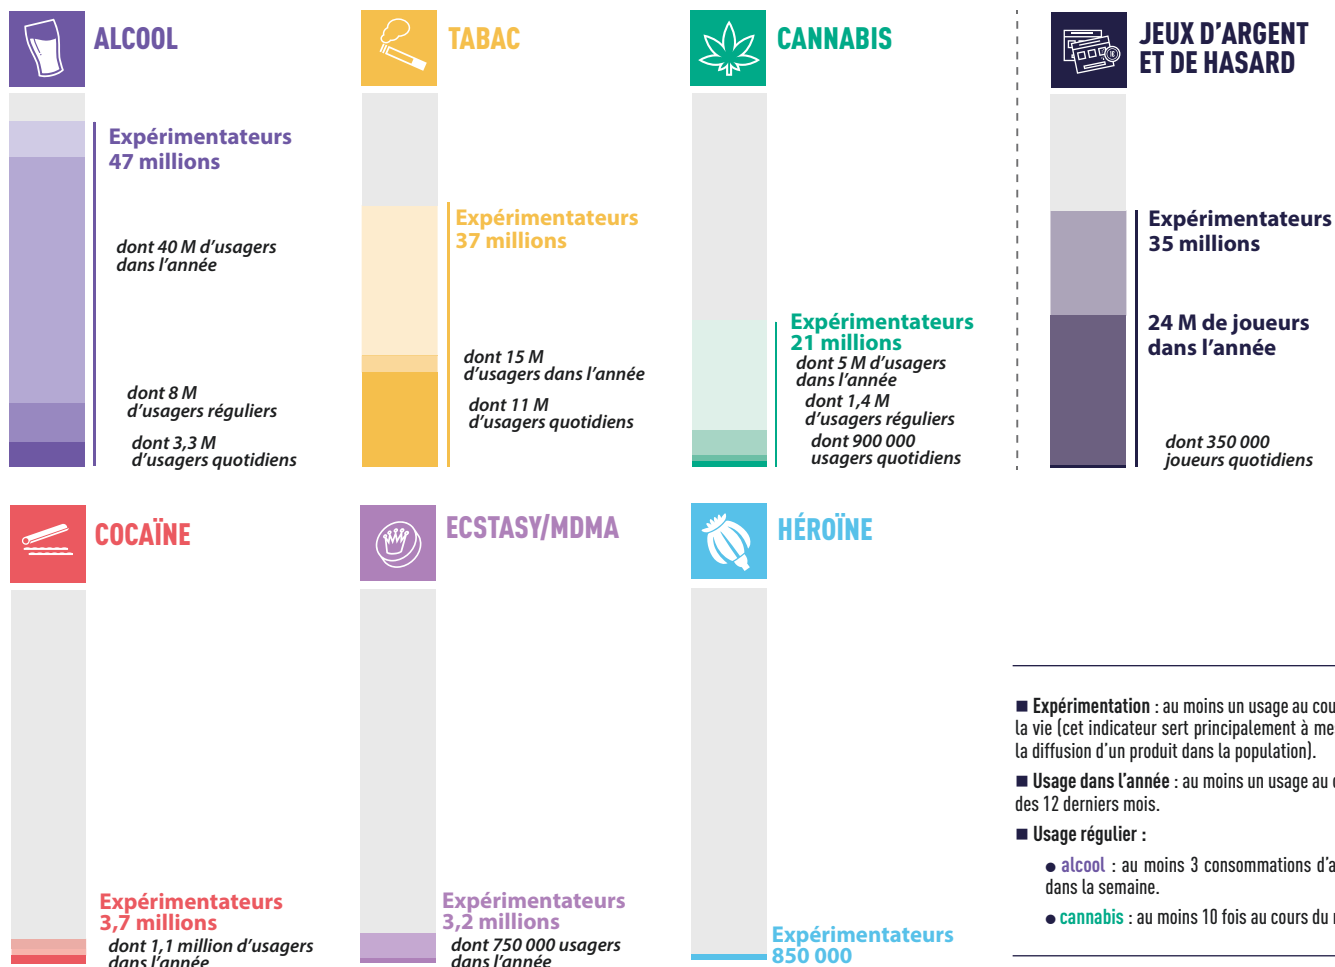 ALCOOL
Expérimentateurs
47 millions
dont 40 M d’usagers
dans l’année
dont 8 M
d’usagers réguliers
dont 3,3 M
d’usagers quotidiens
TABAC
Expérimentateurs
37 millions
dont 15 M
d’usagers dans l’année
dont 11 M
d’usagers quotidiens
CANNABIS
Expérimentateurs
21 millions
dont 5 M d’usagers
dans l’année
dont 1,4 M
d’usagers réguliers
dont 900 000
usagers quotidiens
JEUX D’ARGENT
ET DE HASARD
Expérimentateurs
35 millions
24 M de joueurs
dans l’année
dont 350 000
joueurs quotidiens
COCAÏNE
Expérimentateurs
3,7 millions
dont 1,1 million d’usagers
dans l’année
ECSTASY/MDMA
Expérimentateurs
3,2 millions
dont 750 000 usagers
dans l’année
HÉROÏNE
Expérimentateurs
850 000
■ Expérimentation : au moins un usage au cou
la vie (cet indicateur sert principalement à me
la diffusion d’un produit dans la population).
■ Usage dans l’année : au moins un usage au
des 12 derniers mois.
■ Usage régulier :
● alcool : au moins 3 consommations d’a
dans la semaine.
● cannabis : au moins 10 fois au cours du